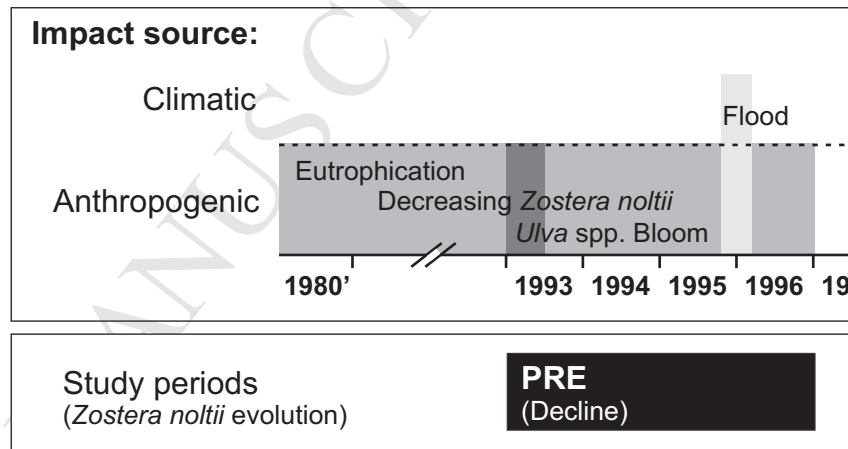 Impact source:
Climatic
Flood
Eutrophication
Anthropogenic
Decreasing Zostera noltii
Ulva spp. Bloom
1980’ 1993 1994 1995 1996 19
Study periods
(Zostera noltii evolution)
PRE
(Decline)